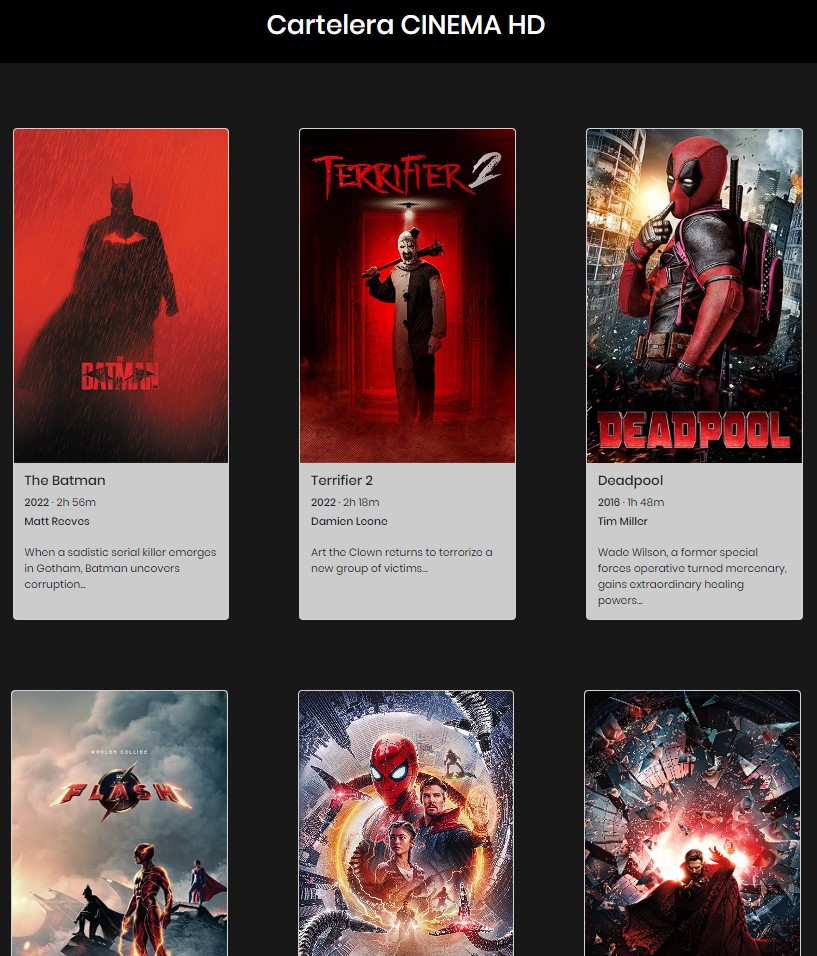 Cartelera CINEMA HD
THE
BATMAN
The Batman
2022 · 2h 56m
Matt Reeves
When a sadistic serial killer emerges
in Gotham, Batman uncovers
corruption...
TERRIFIER 2
Terrifier 2
2022 · 2h 18m
Damien Leone
Art the Clown returns to terrorize a
new group of victims...
DEADPOOL
Deadpool
2016 · 1h 48m
Tim Miller
Wade Wilson, a former special
forces operative turned mercenary,
gains extraordinary healing
powers...
WORLDS COLLIDE
DC
THE
FLASH